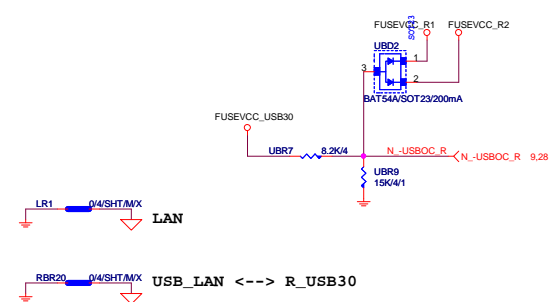 FUSEVCC_R1 FUSEVCC_R2
SOT23
UBD2
1
3
2
BAT54A/SOT23/200mA
FUSEVCC_USB30
UBR7 8.2K/4 N_-USBOC_R N_-USBOC_R 9,28
UBR9
15K/4/1
LR1 0/4/SHT/M/X LAN
RBR20 0/4/SHT/M/X USB_LAN <--> R_USB30